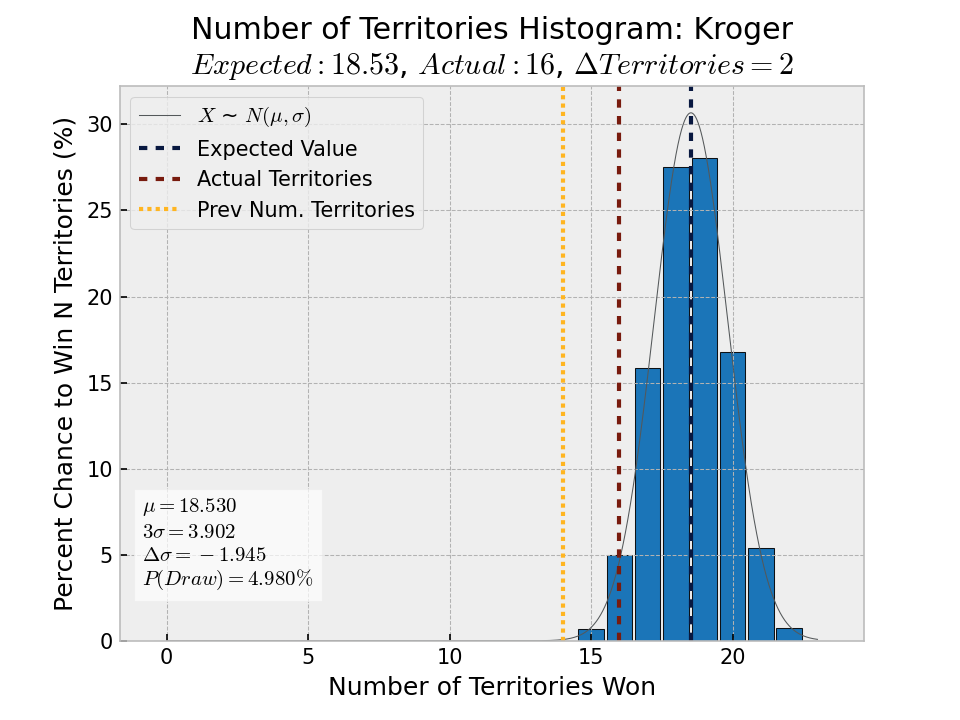 Number of Territories Histogram: Kroger
Expected : 18.53, Actual : 16, ΔTerritories = 2
X ~ N(μ, σ)
Expected Value
Actual Territories
Prev Num. Territories
Percent Chance to Win N Territories (%)
30
25
20
15
10
5
0
μ = 18.530
3σ = 3.902
Δσ = −1.945
P(Draw) = 4.980%
0 5 10 15 20
Number of Territories Won